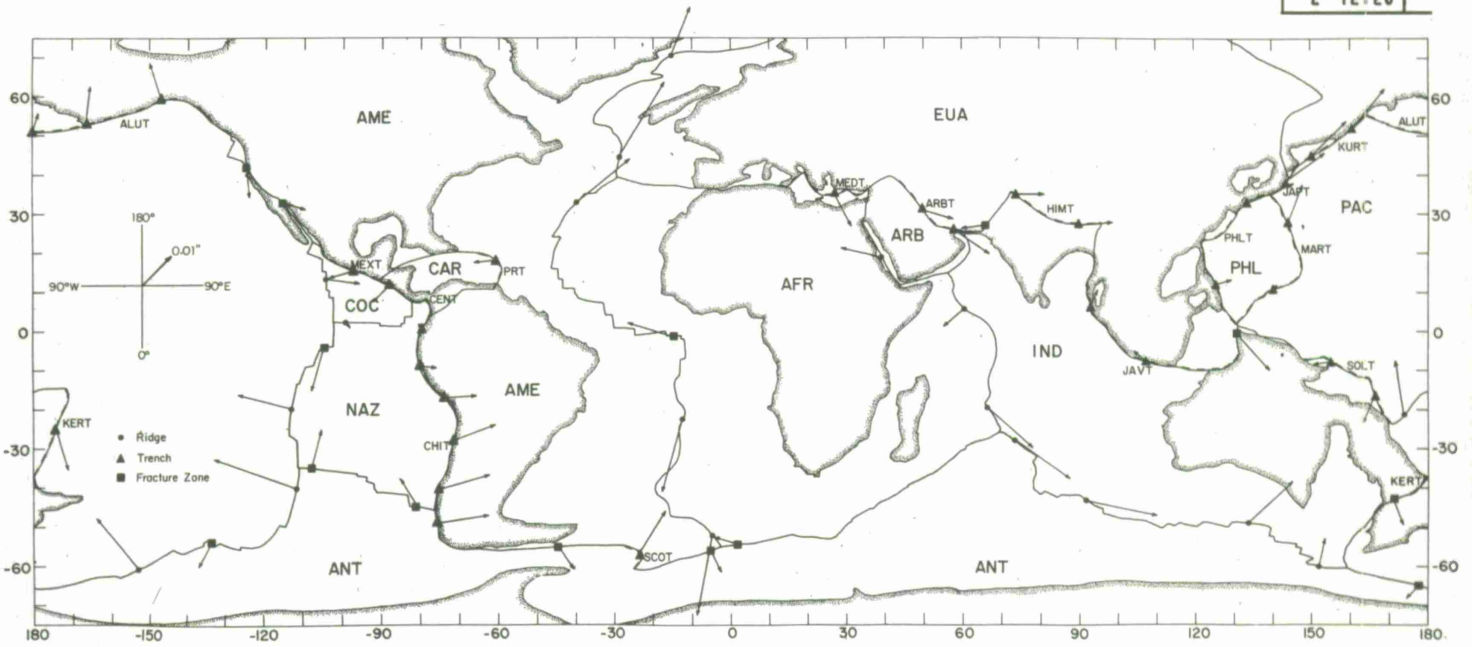 60
30
0
-30
-60
ALUT
AME
EUA
ALUT
KURT
JAPT
PAC
MEDT
ARBT
HIMT
ARB
PHLT
MART
PHL
180°
0.01"
90°W
90°E
0°
MEXT
CAR
PRT
COC
CENT
AFR
IND
JAVT
SOLT
NAZ
AME
KERT
CHIT
Ridge
Trench
Fracture Zone
KERT
SCOT
ANT
ANT
60
30
0
-30
-60
180 -150 -120 -90 -60 -30 0 30 60 90 120 150 180